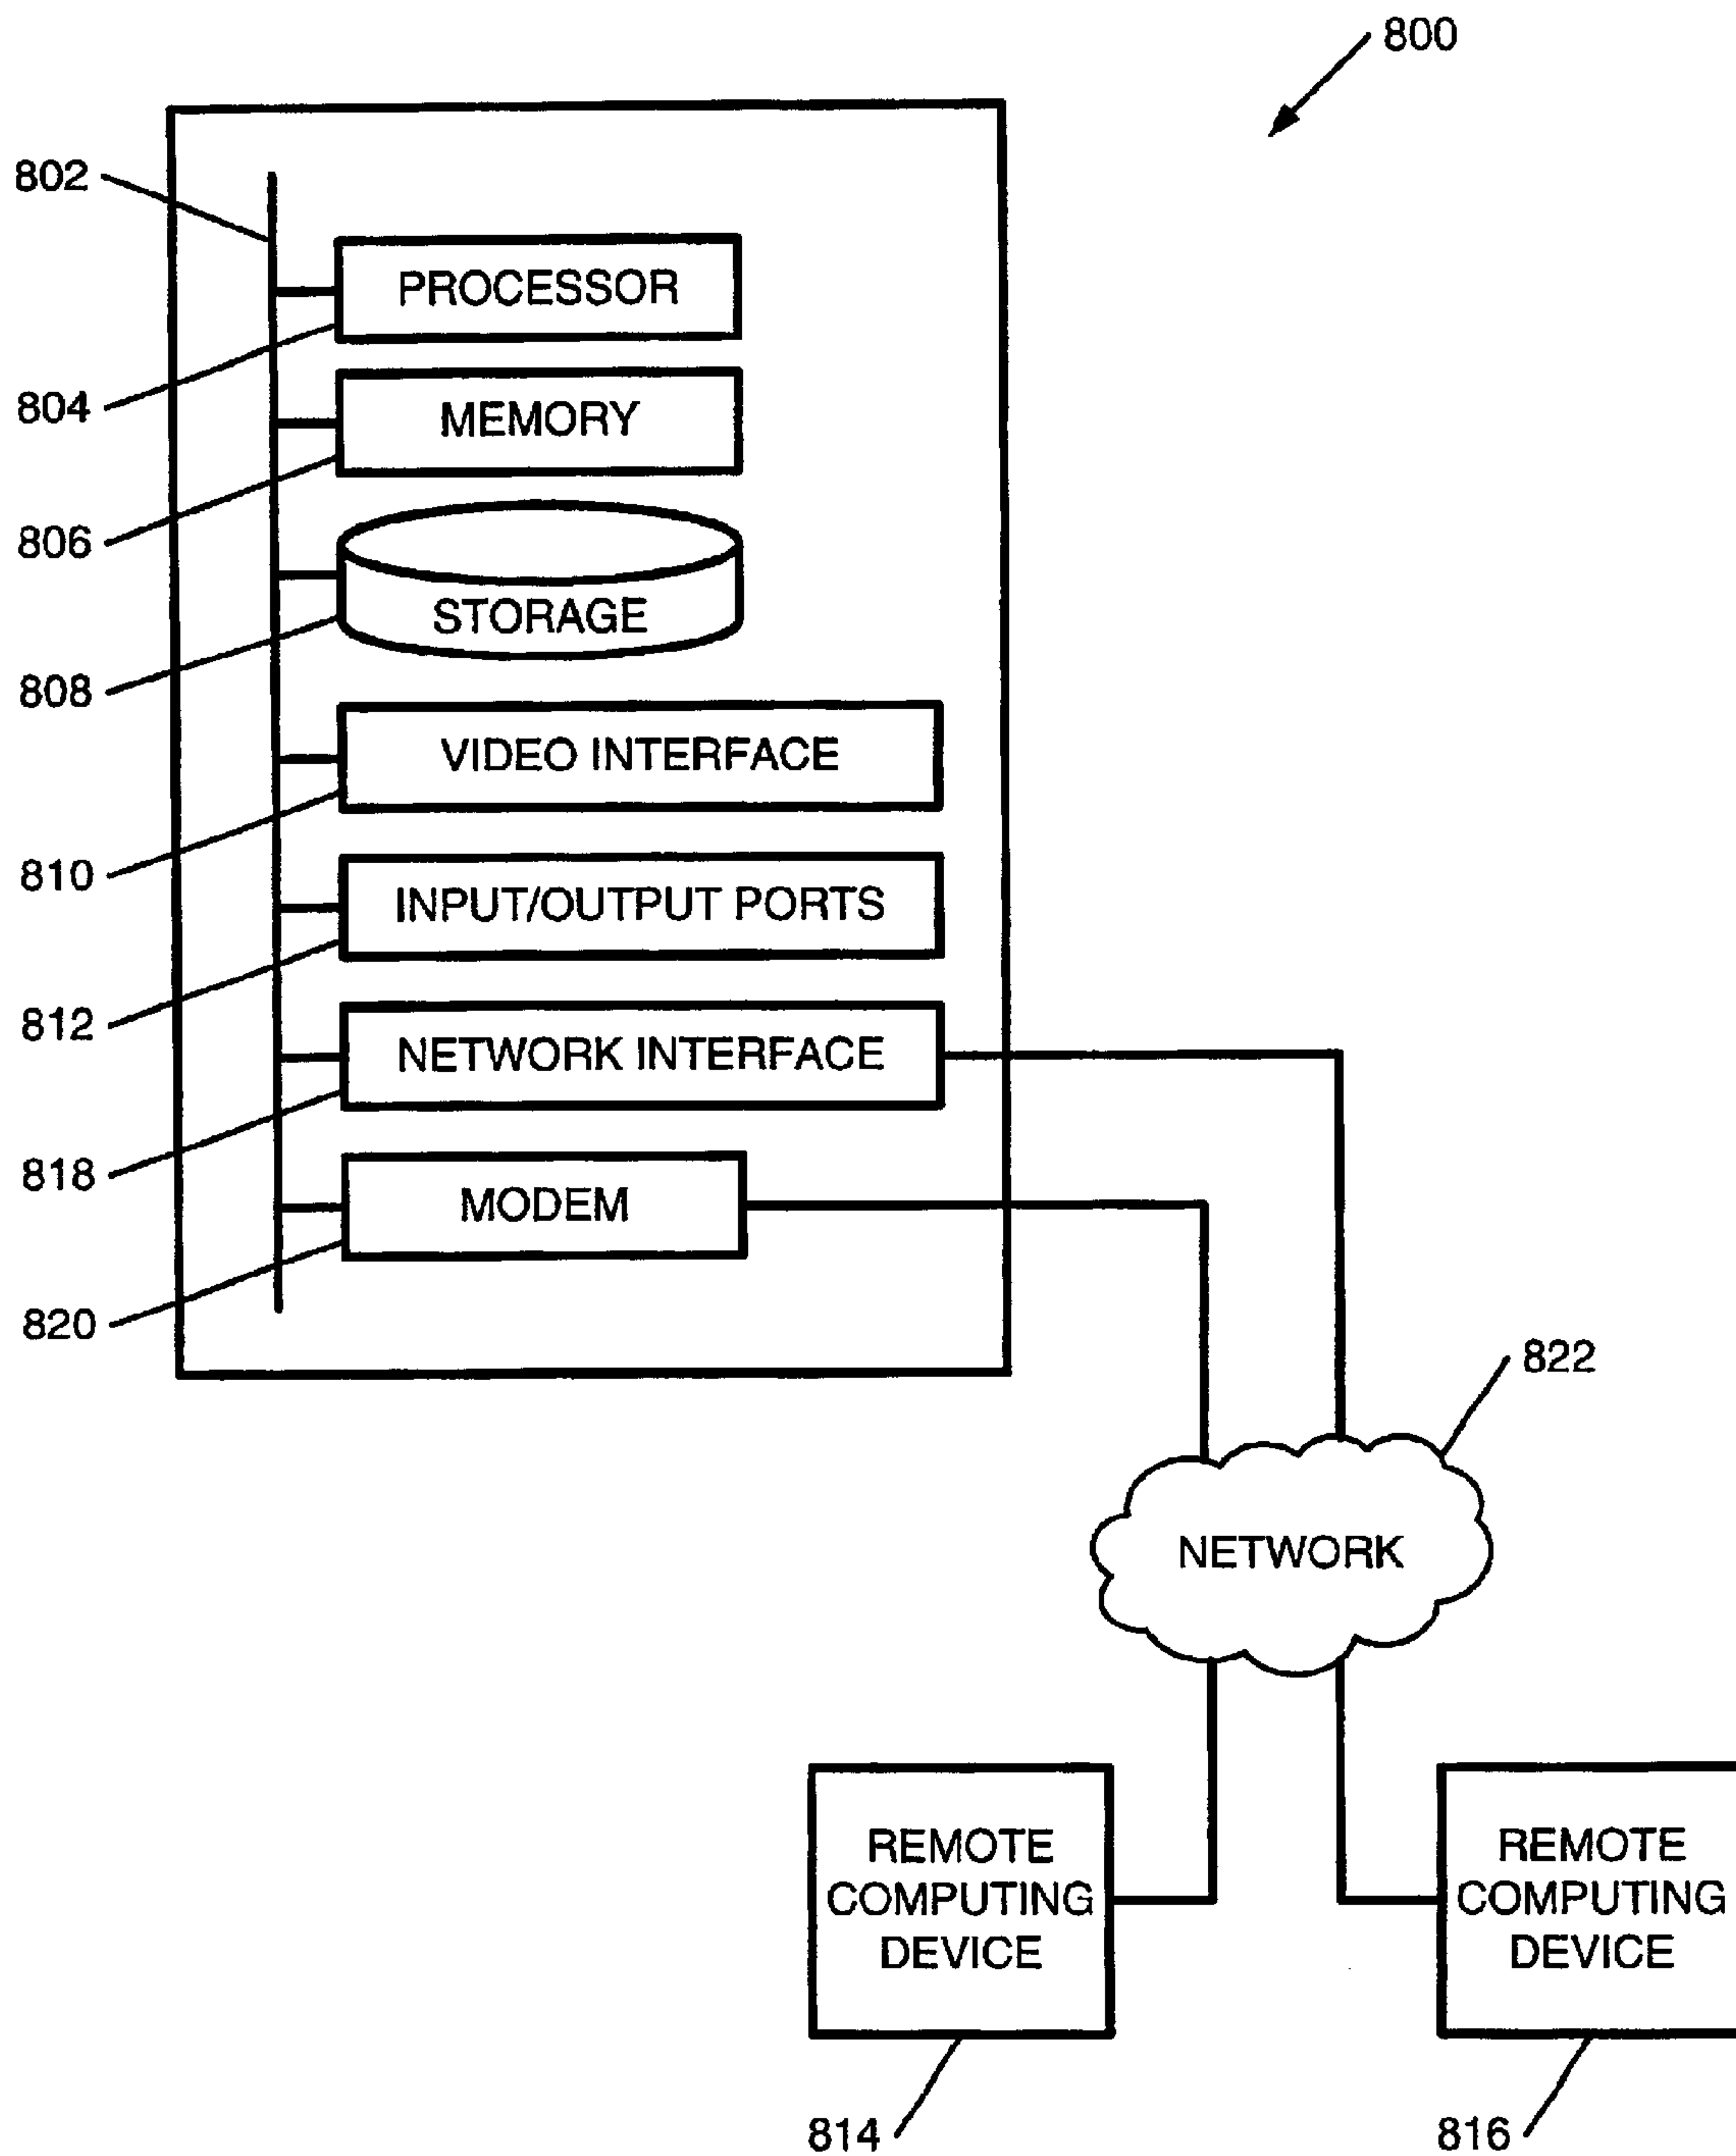 800
802
PROCESSOR
804
MEMORY
806
STORAGE
808
VIDEO INTERFACE
810
INPUT/OUTPUT PORTS
812
NETWORK INTERFACE
818
MODEM
820
822
NETWORK
REMOTE
COMPUTING
DEVICE
814
REMOTE
COMPUTING
DEVICE
816